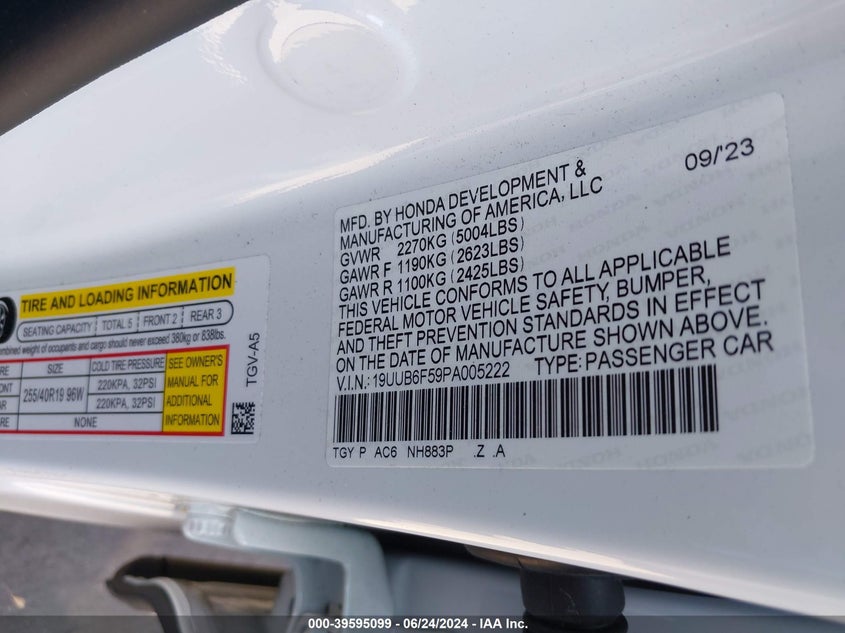 09/'23
MFD. BY HONDA DEVELOPMENT &
MANUFACTURING OF AMERICA, LLC
GVWR 2270KG (5004LBS)
GAWR F 1190KG (2623LBS)
GAWR R 1100KG (2425LBS)
THIS VEHICLE CONFORMS TO ALL APPLICABLE
FEDERAL MOTOR VEHICLE SAFETY, BUMPER,
AND THEFT PREVENTION STANDARDS IN EFFECT
ON THE DATE OF MANUFACTURE SHOWN ABOVE.
V.I.N.: 19UUB6F59PA005222 TYPE: PASSENGER CAR
TGY P AC6 NH883P .Z .A
TIRE AND LOADING INFORMATION
SEATING CAPACITY TOTAL 5 FRONT 2 REAR 3
combined weight of occupants and cargo should never exceed 380kg or 838lbs.
SIZE COLD TIRE PRESSURE SEE OWNER'S
MANUAL FOR
ADDITIONAL
INFORMATION
255/40R19 96W 220KPA, 32PSI
220KPA, 32PSI
NONE
TGV-A5
000-39595099 - 06/24/2024 - IAA Inc.